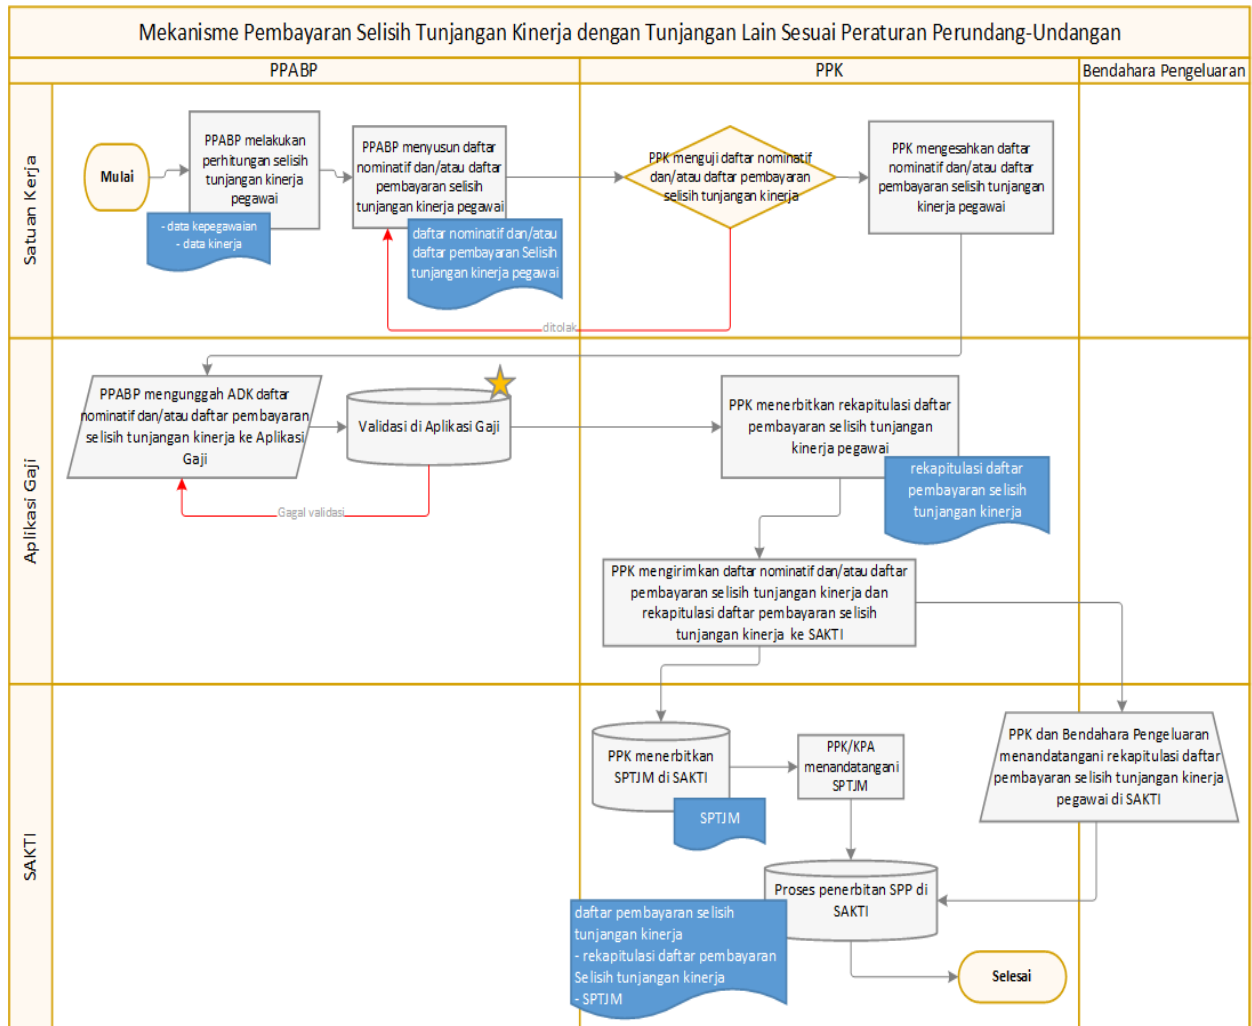 Mekanisme Pembayaran Selisih Tunjangan Kinerja dengan Tunjangan Lain Sesuai Peraturan Perundang-Undangan
PPABP
PPK
Bendahara Pengeluaran
Satuan Kerja
Mulai
PPABP melakukan
perhitungan selisih
tunjangan kinerja
pegawai
- data kepegawaian
- data kinerja
PPABP menyusun daftar
nominatif dan/atau daftar
pembayaran selisih
tunjangan kinerja pegawai
daftar nominatif dan/atau
daftar pembayaran Selisih
tunjangan kinerja pegawai
PPK menguji daftar nominatif
dan/atau daftar pembayaran
selisih tunjangan kinerja
PPK mengesahkan daftar
nominatif dan/atau daftar
pembayaran selisih tunjangan
kinerja pegawai
ditolak
Aplikasi Gaji
PPABP mengunggah ADK daftar
nominatif dan/atau daftar pembayaran
selisih tunjangan kinerja ke Aplikasi
Gaji
Validasi di Aplikasi Gaji
Gagal validasi
PPK menerbitkan rekapitulasi daftar
pembayaran selisih tunjangan
kinerja pegawai
rekapitulasi daftar
pembayaran selisih
tunjangan kinerja
PPK mengirimkan daftar nominatif dan/atau daftar
pembayaran selisih tunjangan kinerja dan
rekapitulasi daftar pembayaran selisih
tunjangan kinerja ke SAKTI
SAKTI
PPK menerbitkan
SPTJM di SAKTI
SPTJM
PPK/KPA
menandatangani
SPTJM
PPK dan Bendahara Pengeluaran
menandatangani rekapitulasi daftar
pembayaran selisih tunjangan kinerja
pegawai di SAKTI
Proses penerbitan SPP di
SAKTI
daftar pembayaran selisih
tunjangan kinerja
- rekapitulasi daftar pembayaran
Selisih tunjangan kinerja
- SPTJM
Selesai